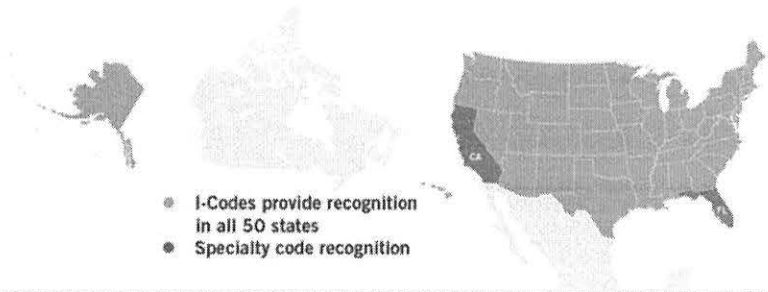 CA
FL
I-Codes provide recognition
in all 50 states
Specialty code recognition